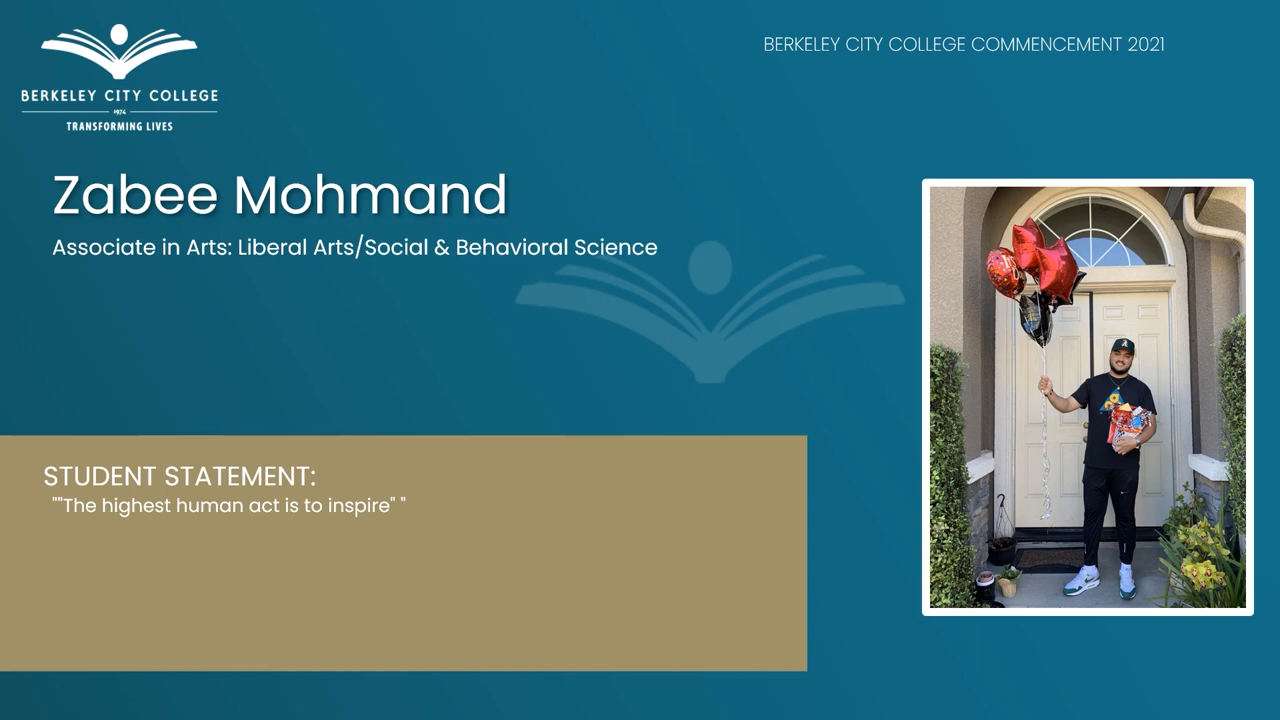 BERKELEY CITY COLLEGE COMMENCEMENT 2021
BERKELEY CITY COLLEGE
1974
TRANSFORMING LIVES
Zabee Mohmand
Associate in Arts: Liberal Arts/Social & Behavioral Science
STUDENT STATEMENT:
""The highest human act is to inspire" "